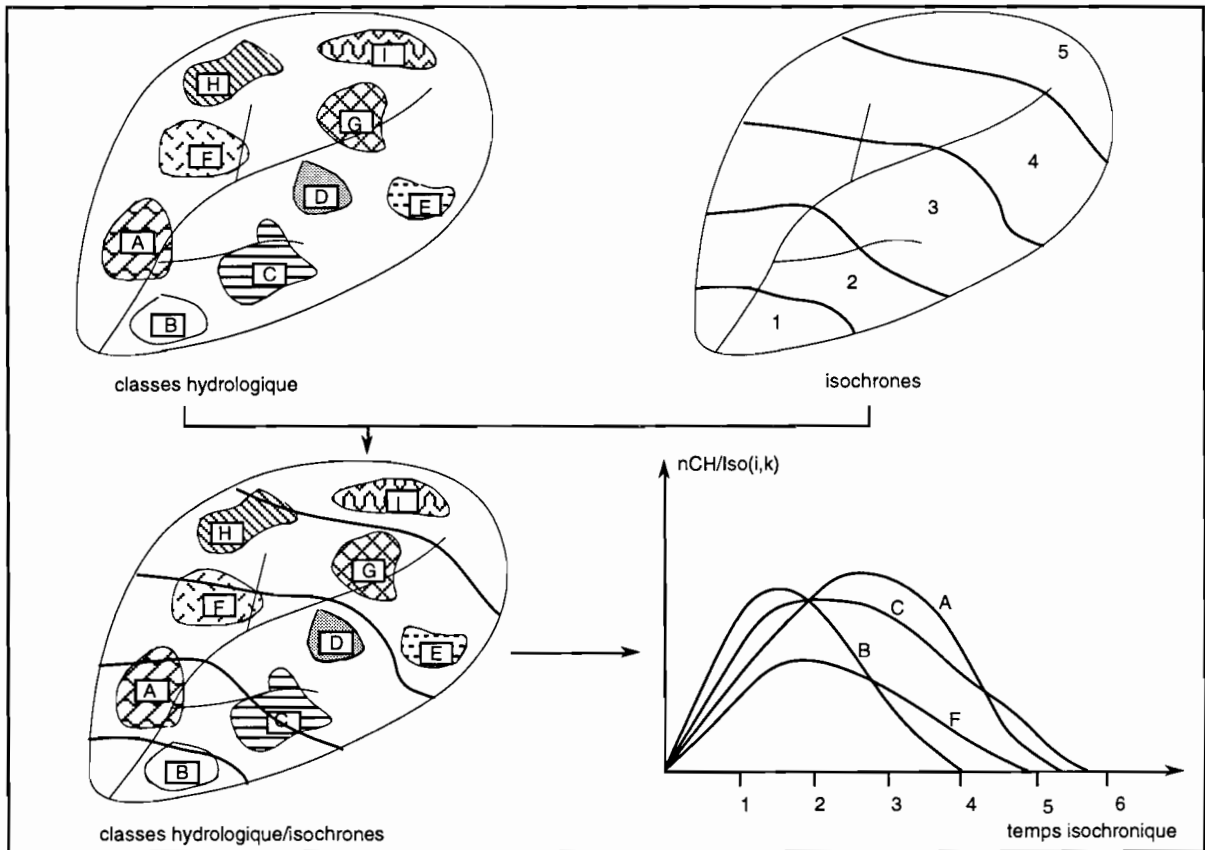 H
I
G
F
D
E
A
C
B
classes hydrologique
5
4
3
2
1
isochrones
H
I
G
F
D
E
A
C
B
classes hydrologique/isochrones
nCH/Iso(i,k)
A
C
B
F
1 2 3 4 5 6
temps isochronique